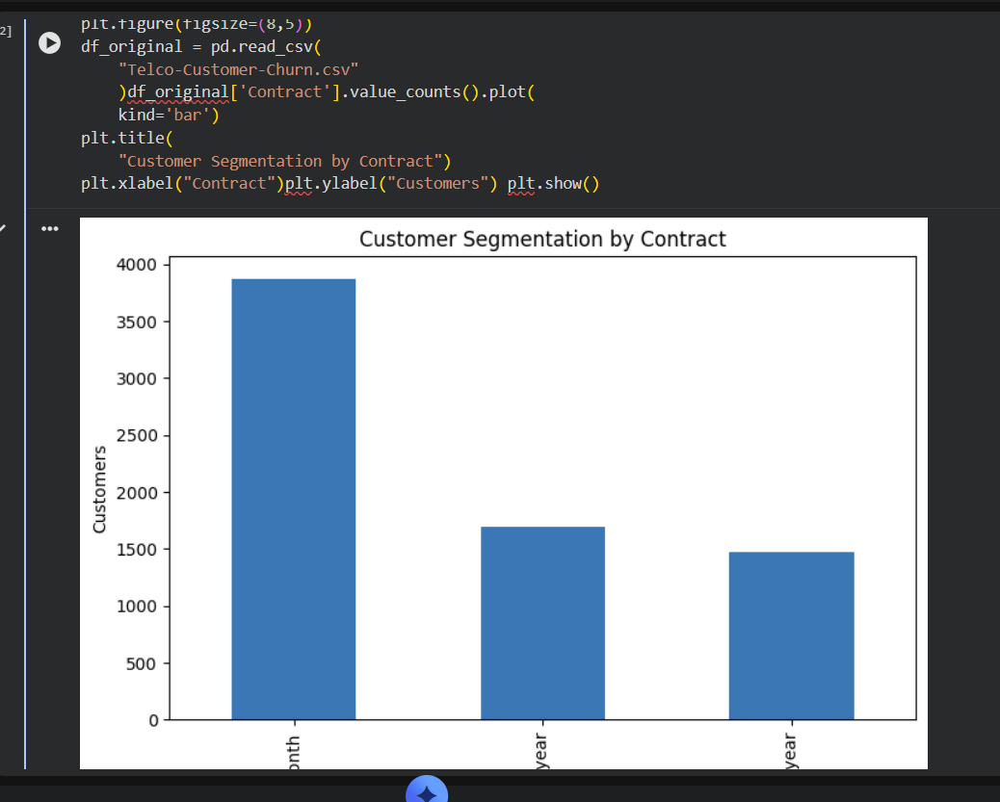 2]
plt.figure(figsize=(8,5))
df_original = pd.read_csv(
"Telco-Customer-Churn.csv"
)df_original['Contract'].value_counts().plot(
kind='bar')
plt.title(
"Customer Segmentation by Contract")
plt.xlabel("Contract")plt.ylabel("Customers") plt.show()
Customer Segmentation by Contract
4000
3500
3000
2500
2000
1500
1000
500
0
Customers
onth
year
year